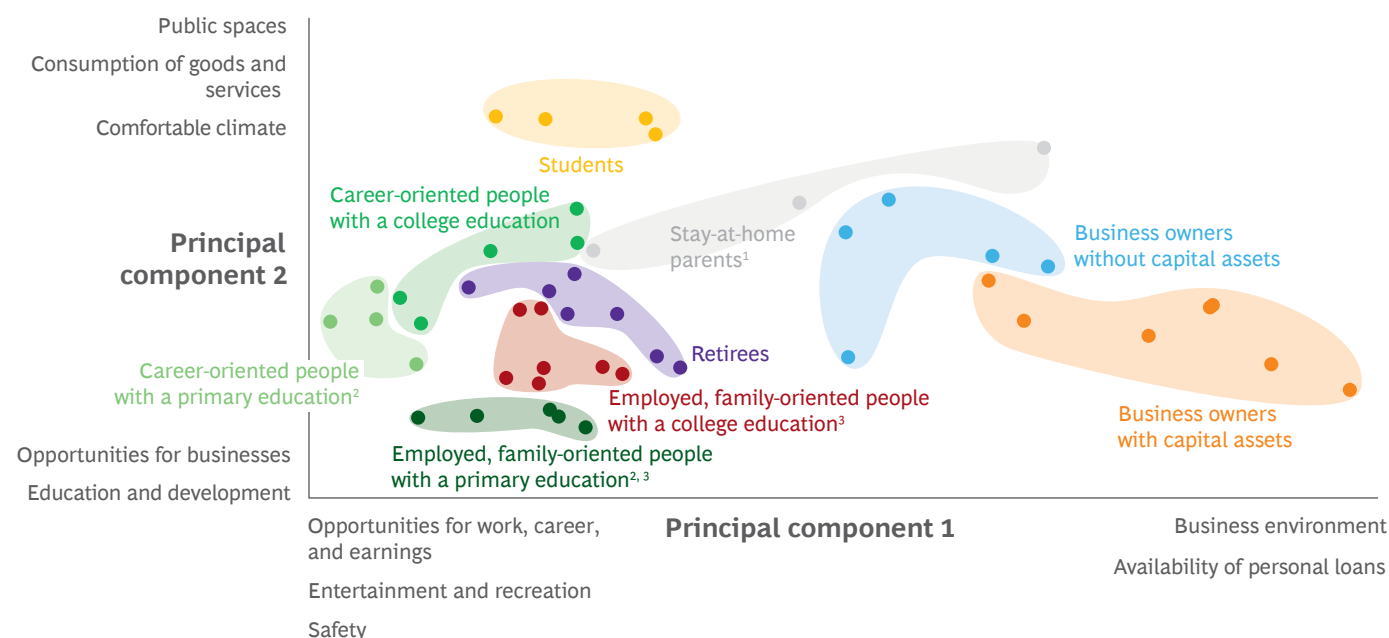 Public spaces
Consumption of goods and
services
Comfortable climate
Students
Career-oriented people
with a college education
Principal
component 2
Stay-at-home
parents¹
Business owners
without capital assets
Retirees
Career-oriented people
with a primary education²
Employed, family-oriented people
with a college education³
Business owners
with capital assets
Opportunities for businesses
Education and development
Employed, family-oriented people
with a primary education²˒ ³
Opportunities for work, career,
and earnings
Entertainment and recreation
Safety
Principal component 1
Business environment
Availability of personal loans